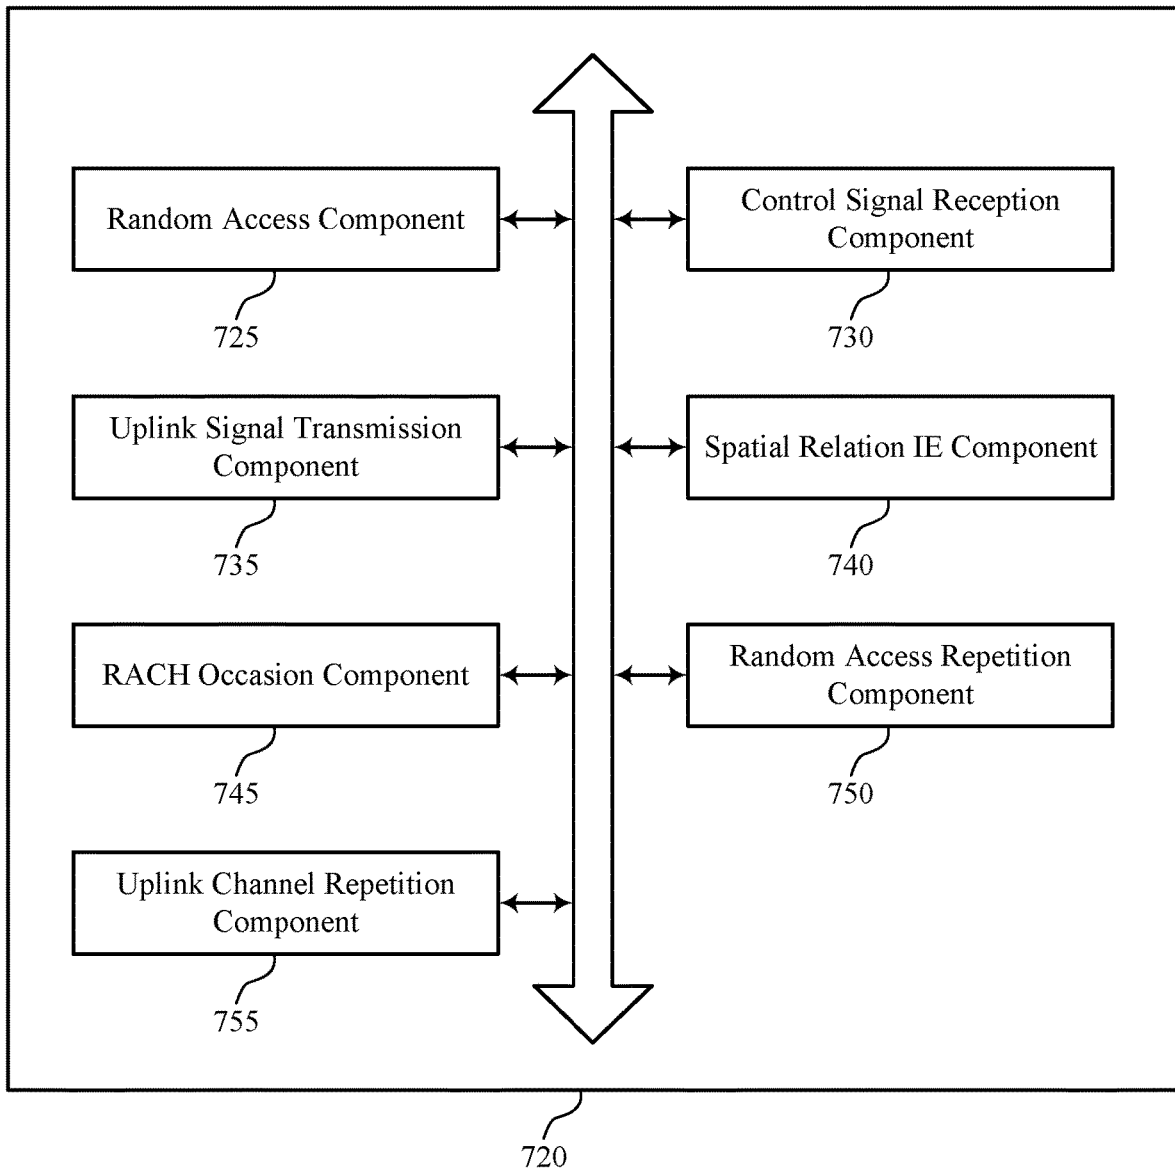 Random Access Component
725
Control Signal Reception
Component
730
Uplink Signal Transmission
Component
735
Spatial Relation IE Component
740
RACH Occasion Component
745
Random Access Repetition
Component
750
Uplink Channel Repetition
Component
755
720